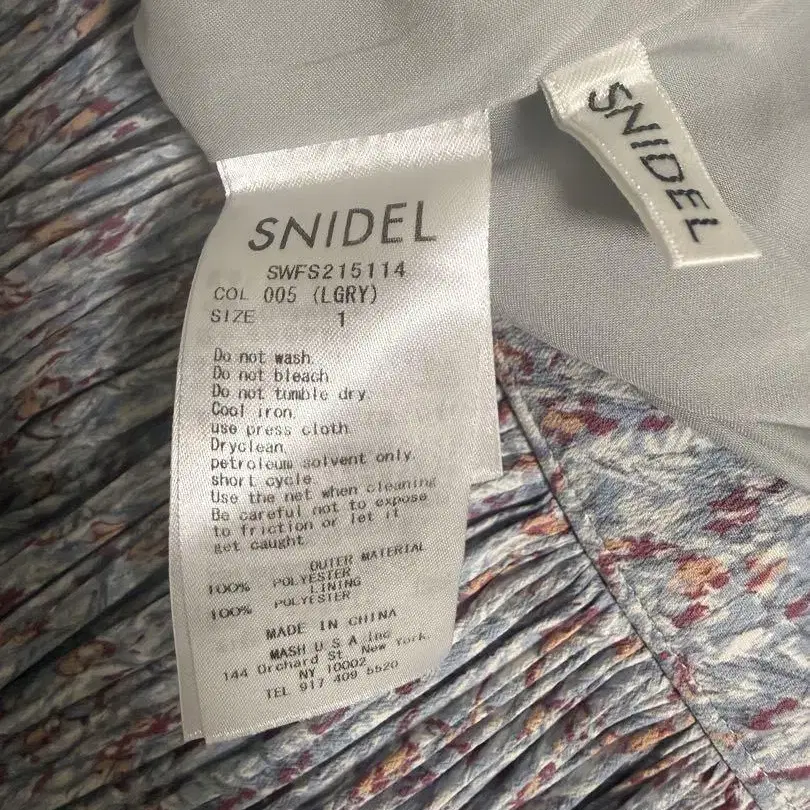 SNIDEL
SNIDEL
SWFS215114
COL 005 (LGRY)
SIZE 1
Do not wash
Do not bleach
Do not tumble dry
Cool iron
use press cloth
Dryclean
petroleum solvent only
short cycle
Use the net when cleaning
Be careful not to expose
to friction or let it
get caught
OUTER MATERIAL
100% POLYESTER
LINING
100% POLYESTER
MADE IN CHINA
MASH U S A Inc
144 Orchard St New York,
NY 10002
TEL 917 409 5520